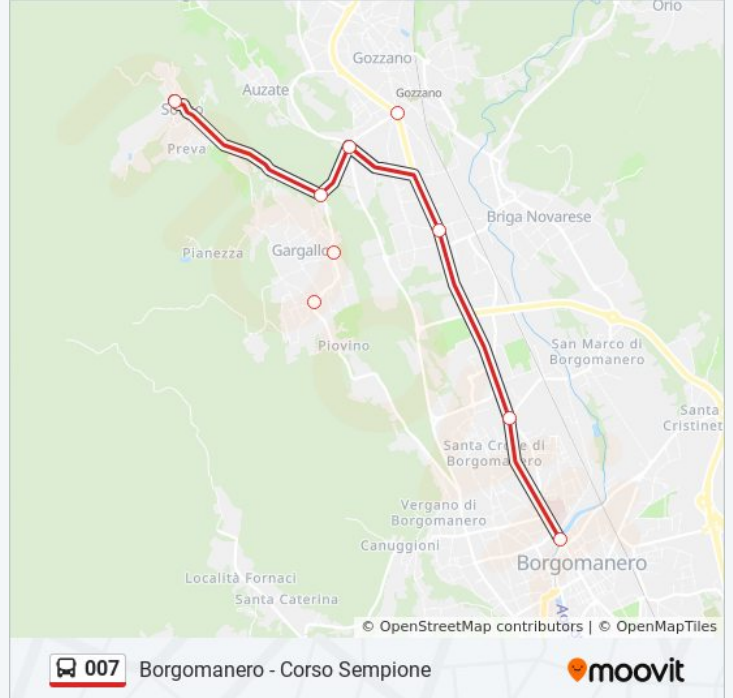 Orio
Gozzano
Auzate
Gozzano
Preva
Briga Novarese
Pianezza
Gargallo
Piovino
San Marco di
Borgomanero
Santa
Cristinet
Santa Croce di
Borgomanero
Vergano di
Borgomanero
Canuggioni
Borgomanero
Località Fornaci
Santa Caterina
© OpenStreetMap contributors | © OpenMapTiles
007 Borgomanero - Corso Sempione
moovit